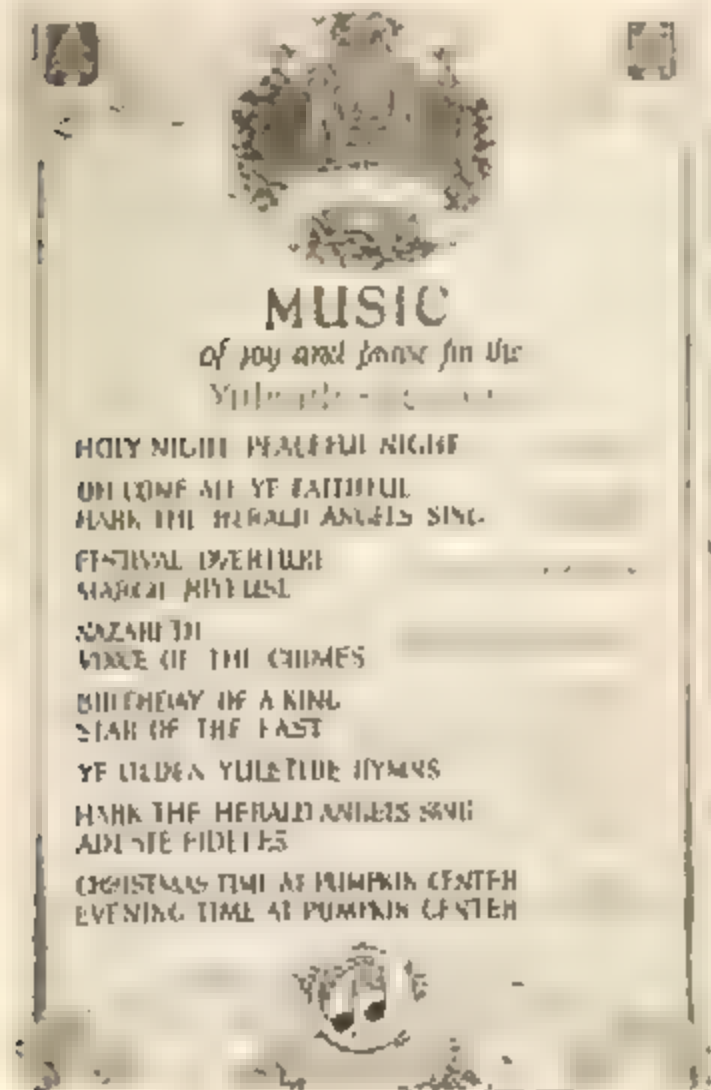 MUSIC
of joy and praise for the
HOLY NIGHT PEACEFUL NIGHT
OH COME ALL YE FAITHFUL
HARK THE HERALD ANGELS SING
FESTIVAL OVERTURE
MARCH RELIGIUSE
NAZARETH
VOICE OF THE CHIMES
BIRTHDAY OF A KING
STAR OF THE EAST
YE OLDEN YULETIDE HYMNS
HARK THE HERALD ANGELS SING
ADESTE FIDELES
CHRISTMAS TIME AT PUMPKIN CENTER
EVENING TIME AT PUMPKIN CENTER